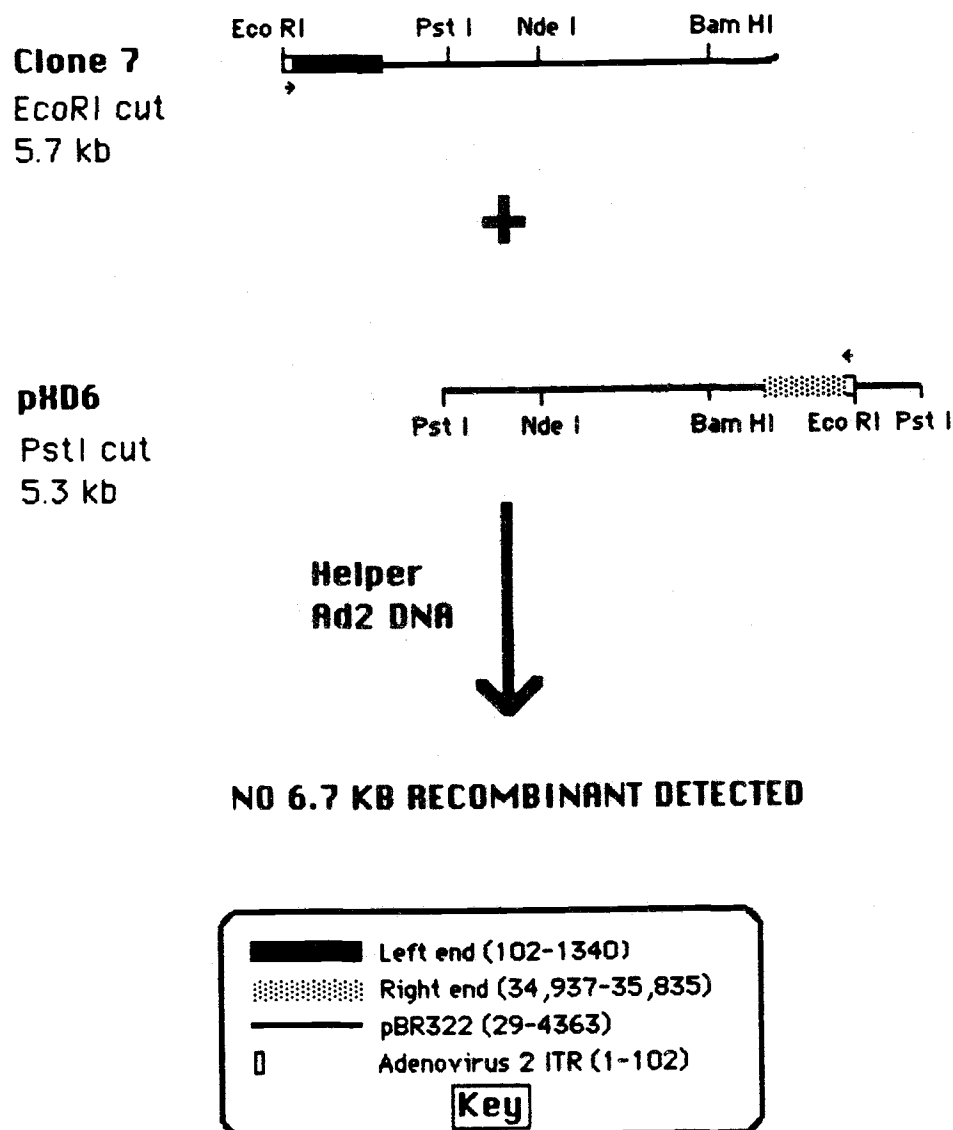 Eco RI Pst I Nde I Bam HI
Clone 7
EcoRI cut
5.7 kb
+
pHD6
PstI cut
5.3 kb
Pst I Nde I Bam HI Eco RI Pst I
Helper
Ad2 DNA
NO 6.7 KB RECOMBINANT DETECTED
Left end (102-1340)
Right end (34,937-35,835)
pBR322 (29-4363)
Adenovirus 2 ITR (1-102)
Key